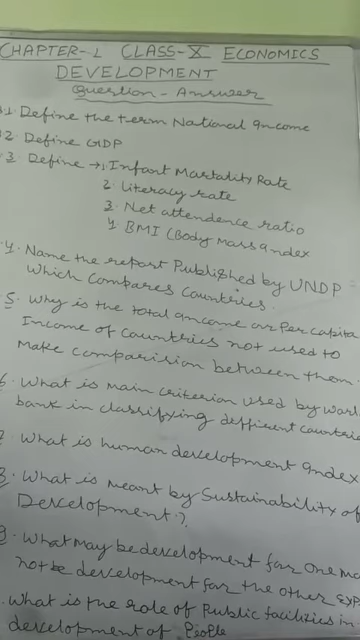 CHAPTER-1 CLASS-X ECONOMICS
DEVELOPMENT
Question-Answer
1. Define the term National Income
2. Define GDP
3. Define → 1. Infant Martality Rate
2. Literacy rate
3. Net attendence ratio
4. BMI (Body Mass Index
4. Name the report Published by UNDP
Which compares Countries.
5. Why is the total Income or Per capita
Income of Countries not used to
Make comparision between them
6. What is main criterion used by Worl
bank in classifying different countrie
7. What is human development Index
8. What is meant by Sustainability of
Development?
9. What May be development for One ma
not be development for the other Exp
What is the role of Public facilities in
development of People